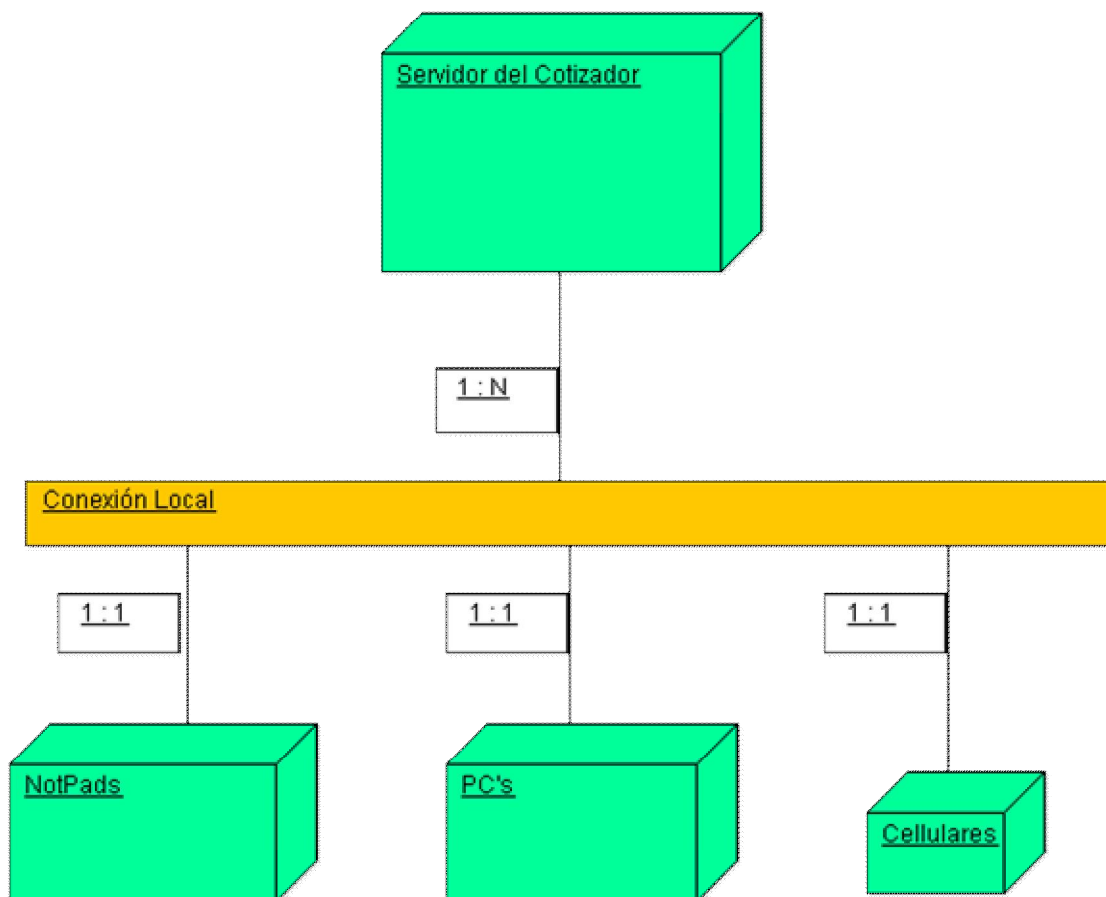 Servidor del Cotizador
1 : N
Conexión Local
1 : 1
1 : 1
1 : 1
NotPads
PC's
Cellulares